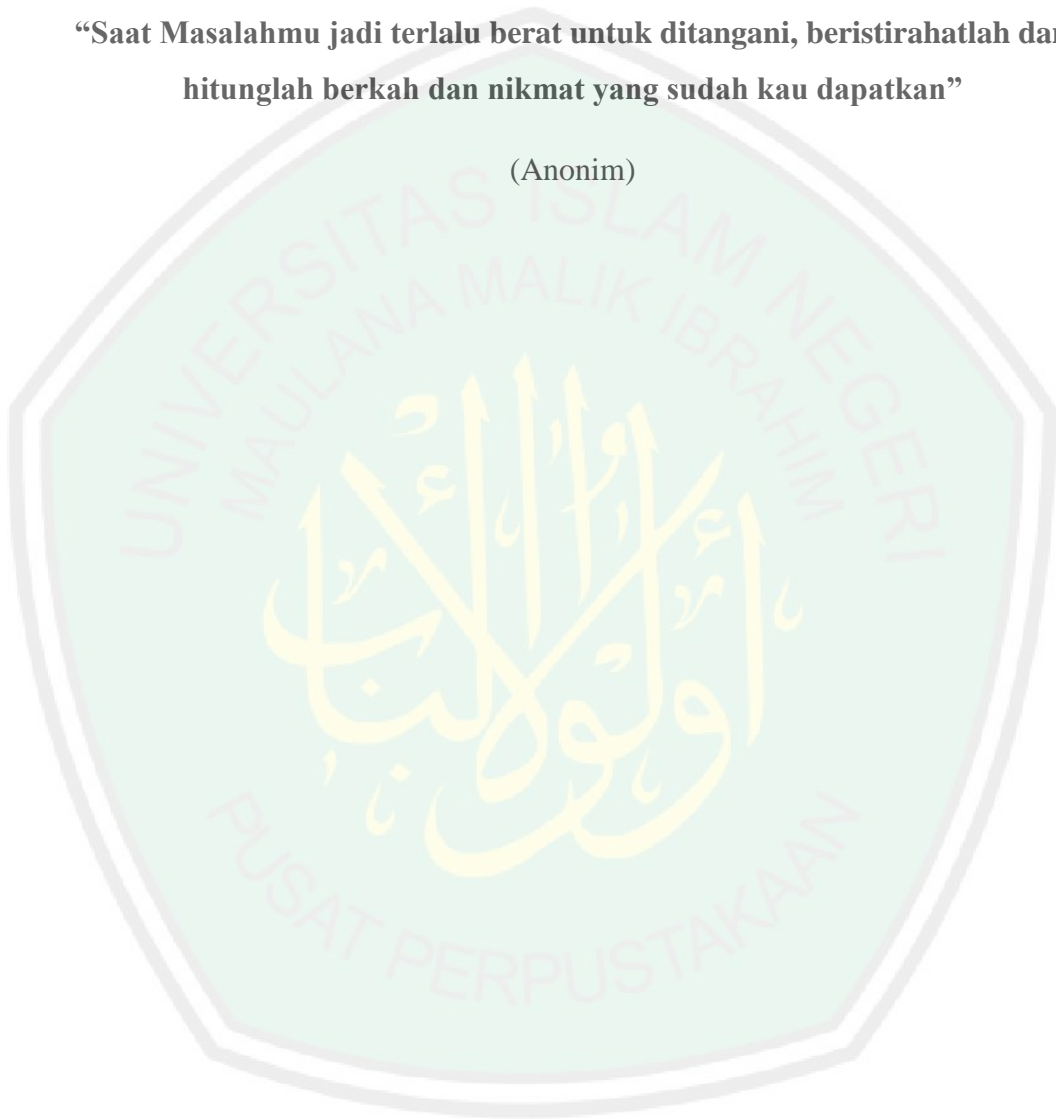 “Saat Masalahmu jadi terlalu berat untuk ditangani, beristirahatlah dan
hitunglah berkah dan nikmat yang sudah kau dapatkan”
(Anonim)
UNIVERSITAS ISLAM NEGERI
MAULANA MALIK IBRAHIM
أولوا الألباب
PUSAT PERPUSTAKAAN